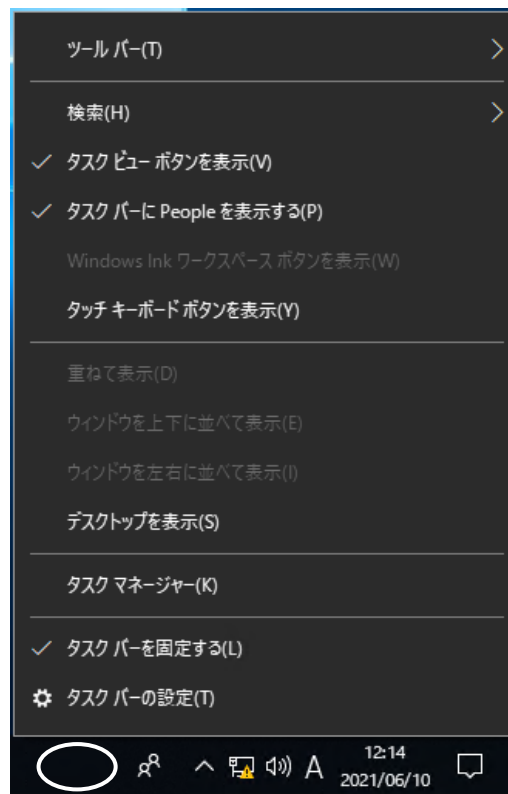 ツール バー(T)
検索(H)
タスク ビュー ボタンを表示(V)
タスク バーに People を表示する(P)
Windows Ink ワークスペース ボタンを表示(W)
タッチ キーボード ボタンを表示(Y)
重ねて表示(D)
ウィンドウを上下に並べて表示(E)
ウィンドウを左右に並べて表示(I)
デスクトップを表示(S)
タスク マネージャー(K)
タスク バーを固定する(L)
タスク バーの設定(T)
A
12:14
2021/06/10